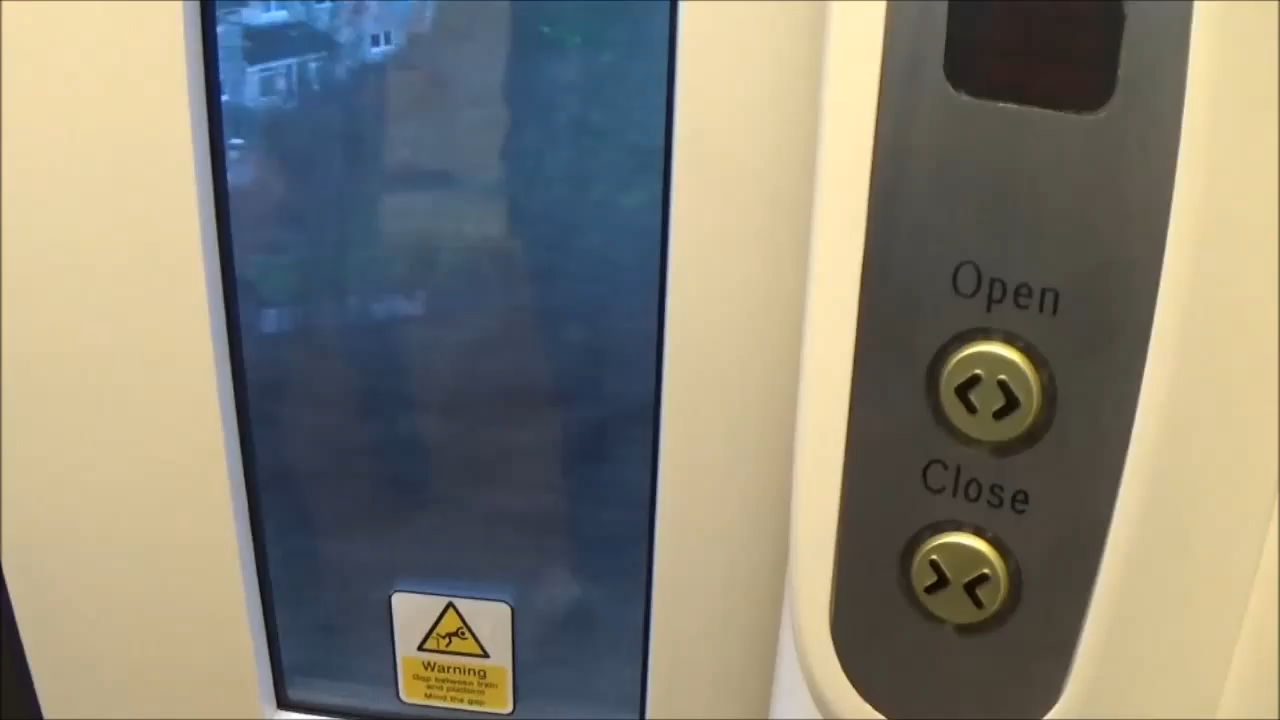 Open
Close
Warning
Gap between train
and platform
Mind the gap